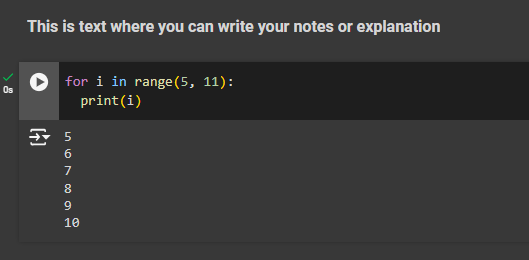 This is text where you can write your notes or explanation
for i in range(5, 11):
  print(i)
0s
5
6
7
8
9
10